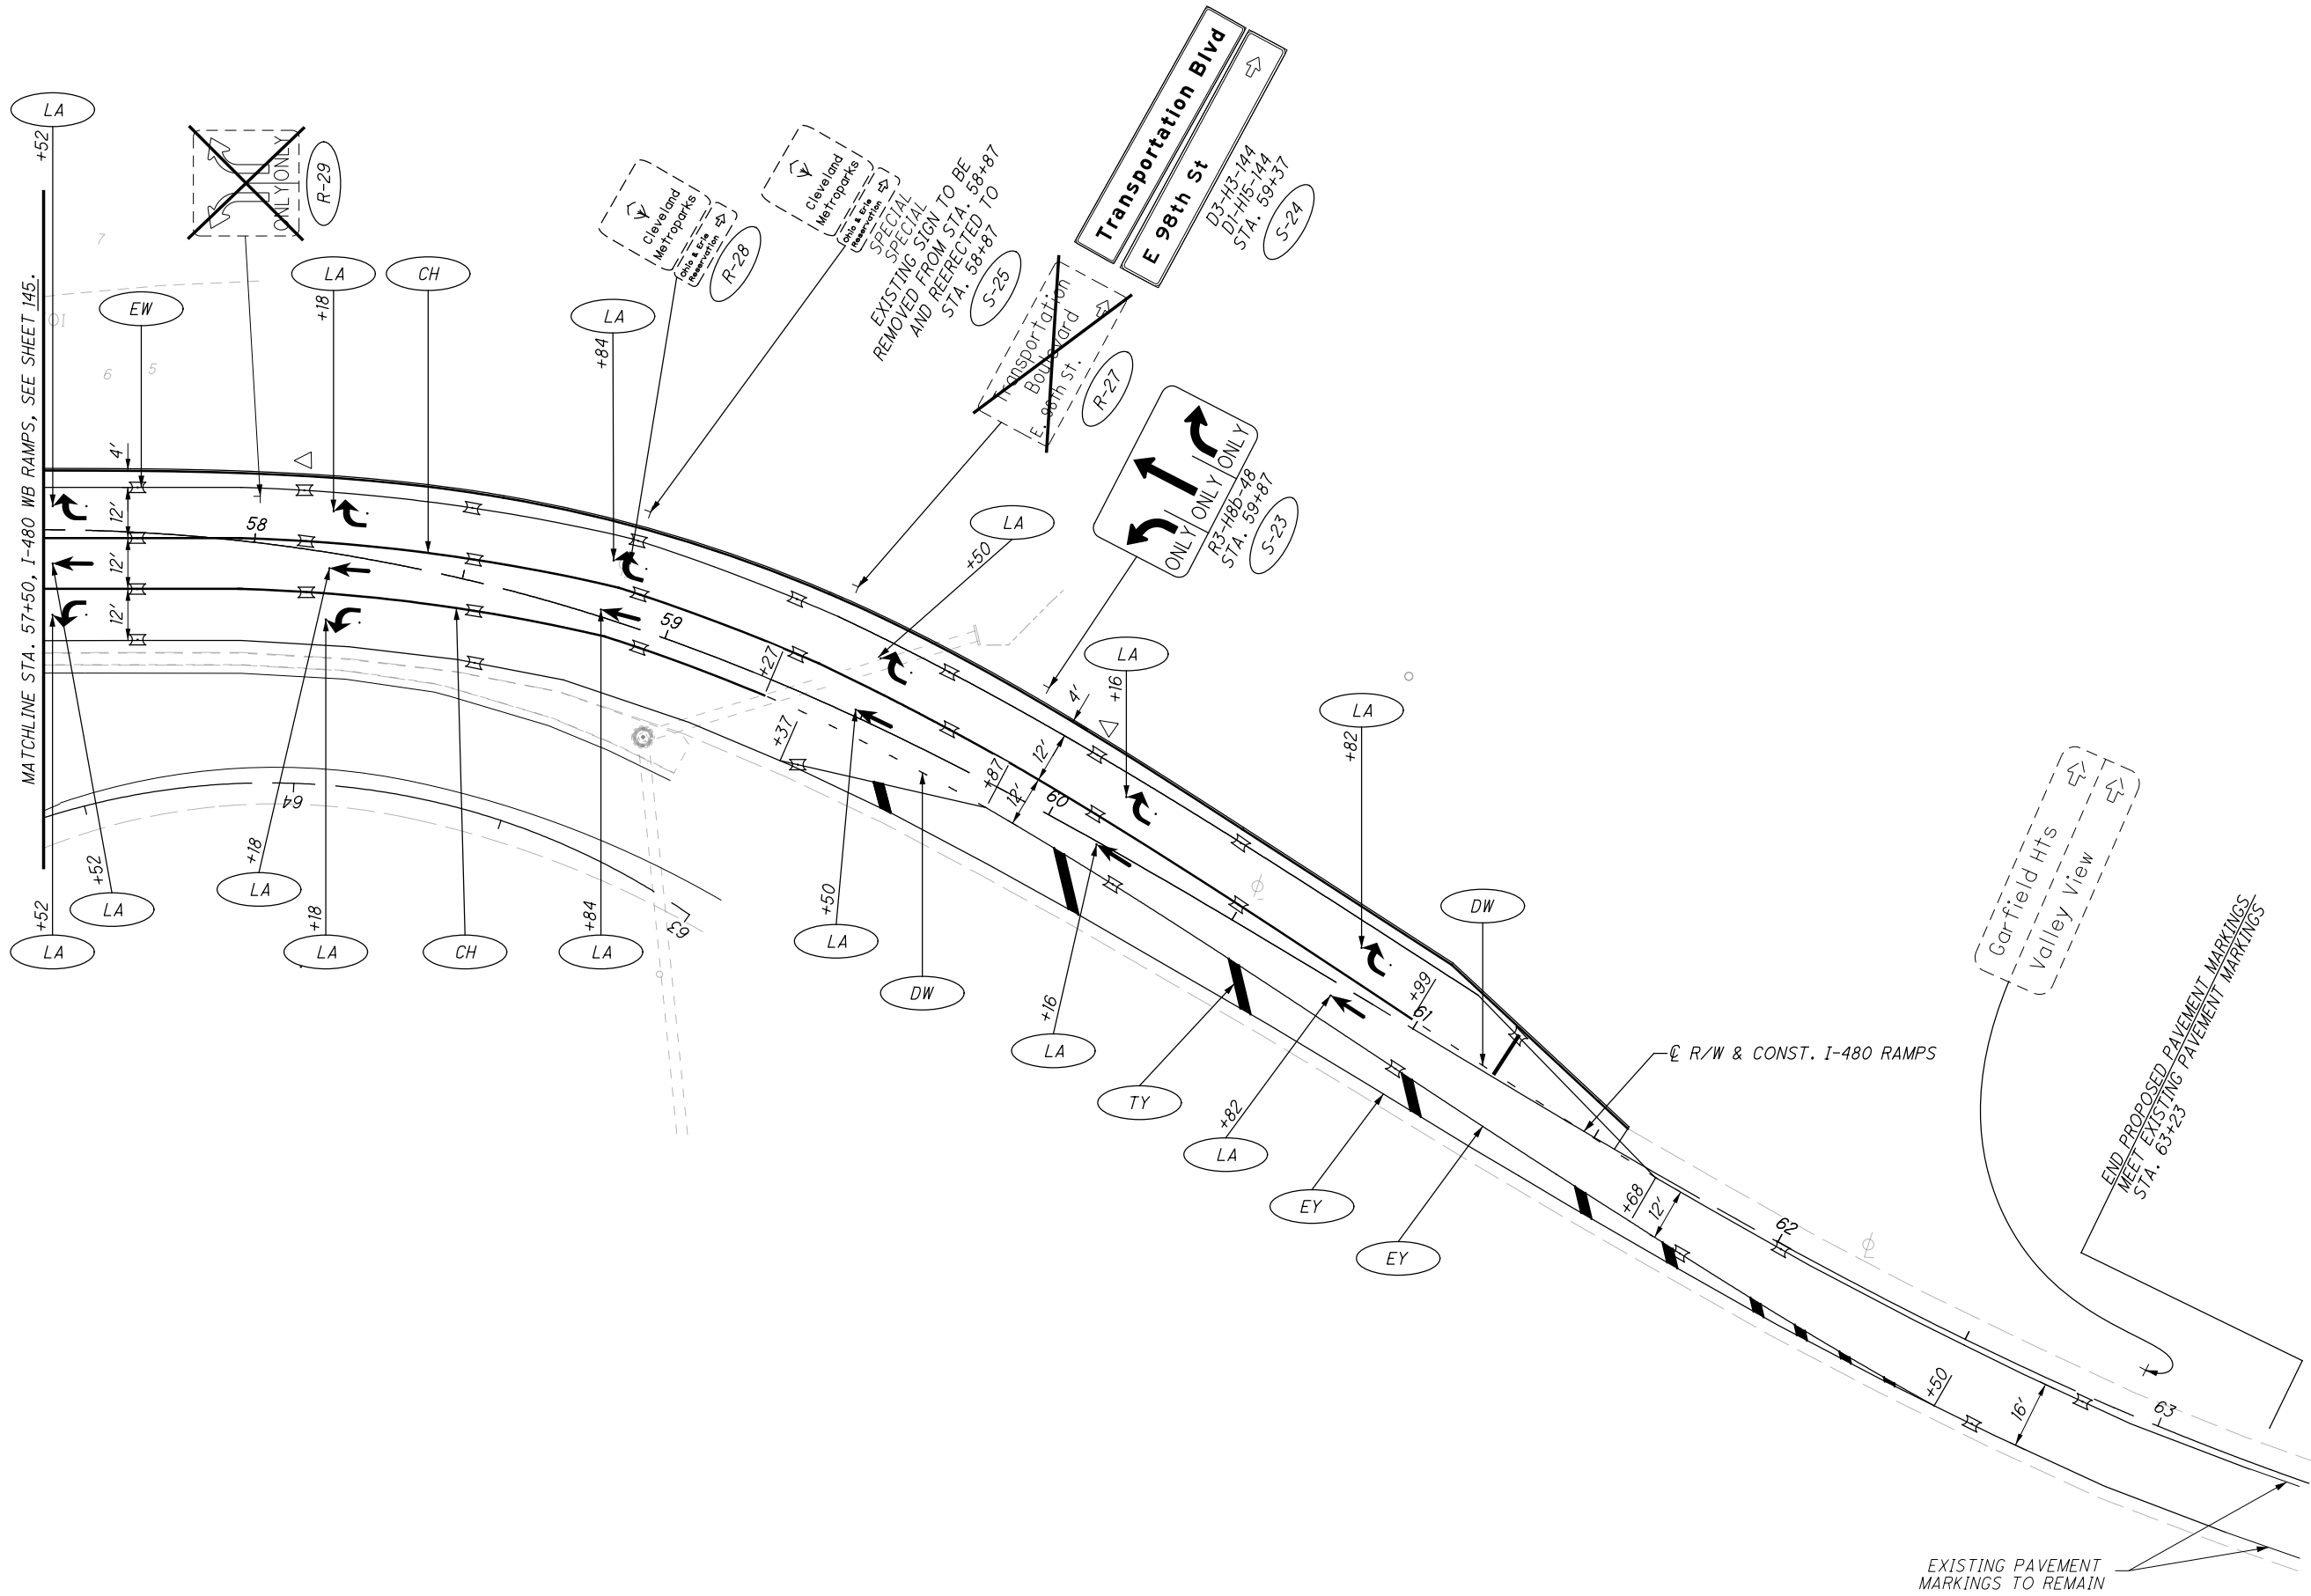 LA
+52
ONLY ONLY
R-29
MATCHLINE STA. 57+50, I-480 WB RAMPS, SEE SHEET 145.
7
10
6
5
EW
LA
+18
CH
LA
+84
Cleveland
Metroparks
Ohio & Erie
Reservation
R-28
Cleveland
Metroparks
Ohio & Erie
Reservation
SPECIAL
SPECIAL
EXISTING SIGN TO BE
REMOVED FROM STA. 58+87
AND REERECTED TO
STA. 58+87
S-25
Transportation Blvd
E 98th St
D3-H3-144
D1-H15-144
STA. 59+37
S-24
Transportation
Boulevard
E. 98th St.
R-27
ONLY ONLY ONLY
R3-H8b-48
STA. 59+87
S-23
LA
+50
LA
+16
LA
+82
DW
4'
12'
12'
12'
58
59
+27
+37
+87
4'
12'
12'
60
+99
61
℄ R/W & CONST. I-480 RAMPS
64
63
+52
LA
+52
LA
+18
LA
+18
LA
CH
+84
LA
+50
LA
DW
+16
LA
TY
+82
LA
EY
EY
+68
12'
62
+50
16'
63
Garfield Hts
Valley View
END PROPOSED PAVEMENT MARKINGS
MEET EXISTING PAVEMENT MARKINGS
STA. 63+23
EXISTING PAVEMENT
MARKINGS TO REMAIN